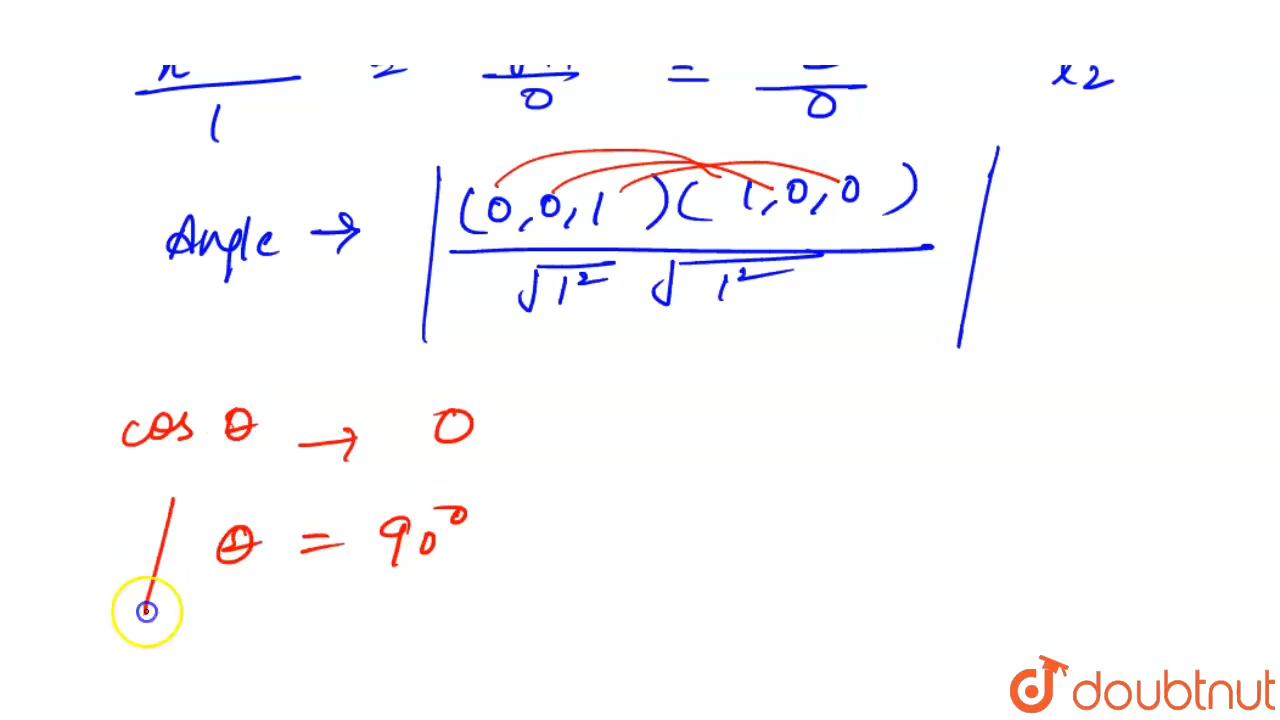 1 0 = 0 x2
Angle → | (0,0,1)(1,0,0) |
√1² √1²
cos θ → 0
θ = 90°
doubtnut